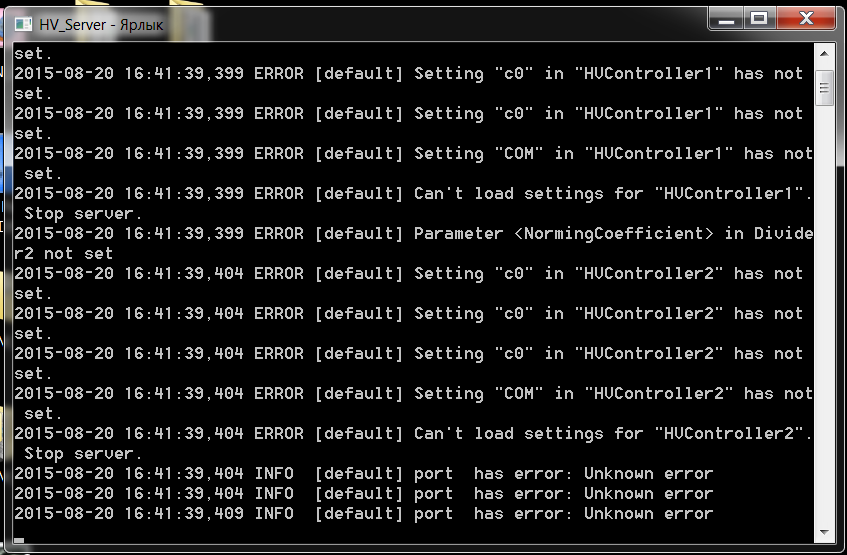 HV_Server - Ярлык
set.
2015-08-20 16:41:39,399 ERROR [default] Setting "c0" in "HVController1" has not
set.
2015-08-20 16:41:39,399 ERROR [default] Setting "c0" in "HVController1" has not
set.
2015-08-20 16:41:39,399 ERROR [default] Setting "COM" in "HVController1" has not
set.
2015-08-20 16:41:39,399 ERROR [default] Can't load settings for "HVController1".
Stop server.
2015-08-20 16:41:39,399 ERROR [default] Parameter <NormingCoefficient> in Divide
r2 not set
2015-08-20 16:41:39,404 ERROR [default] Setting "c0" in "HVController2" has not
set.
2015-08-20 16:41:39,404 ERROR [default] Setting "c0" in "HVController2" has not
set.
2015-08-20 16:41:39,404 ERROR [default] Setting "c0" in "HVController2" has not
set.
2015-08-20 16:41:39,404 ERROR [default] Setting "COM" in "HVController2" has not
set.
2015-08-20 16:41:39,404 ERROR [default] Can't load settings for "HVController2".
Stop server.
2015-08-20 16:41:39,404 INFO  [default] port  has error: Unknown error
2015-08-20 16:41:39,404 INFO  [default] port  has error: Unknown error
2015-08-20 16:41:39,409 INFO  [default] port  has error: Unknown error